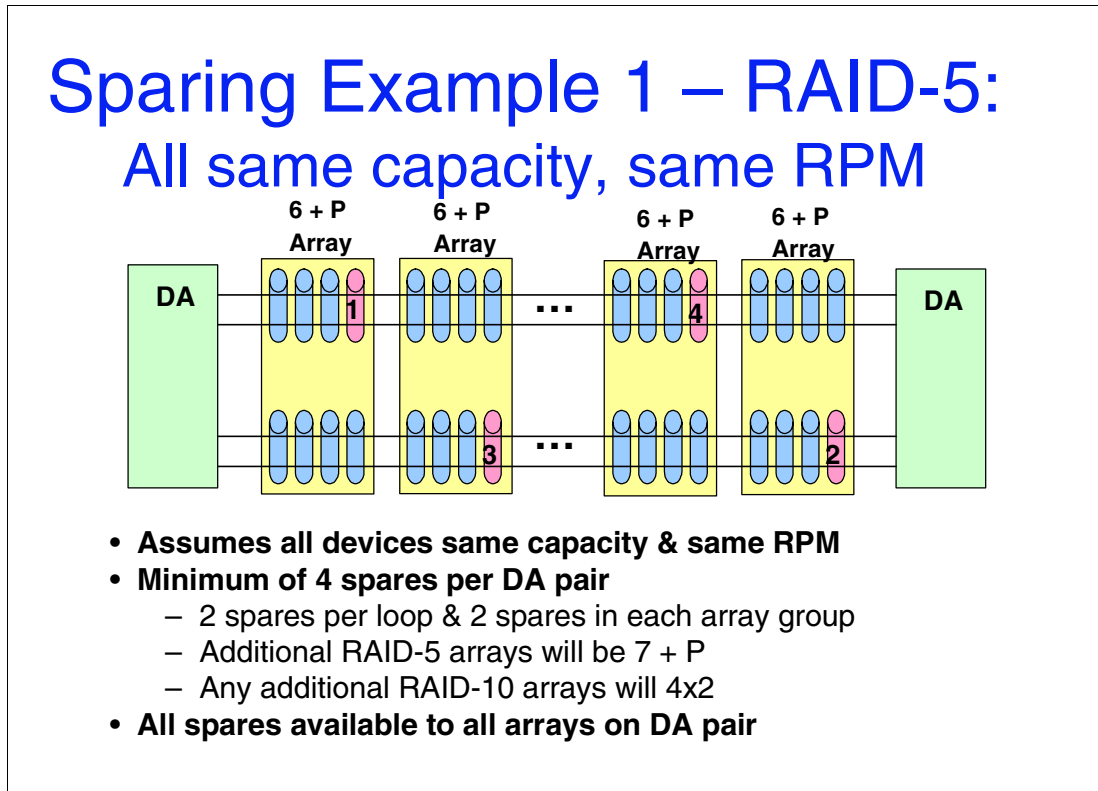 Sparing Example 1 – RAID-5:
All same capacity, same RPM
6 + P
Array
6 + P
Array
6 + P
Array
6 + P
Array
DA
1
...
4
DA
3
...
2
• Assumes all devices same capacity & same RPM
• Minimum of 4 spares per DA pair
– 2 spares per loop & 2 spares in each array group
– Additional RAID-5 arrays will be 7 + P
– Any additional RAID-10 arrays will 4x2
• All spares available to all arrays on DA pair